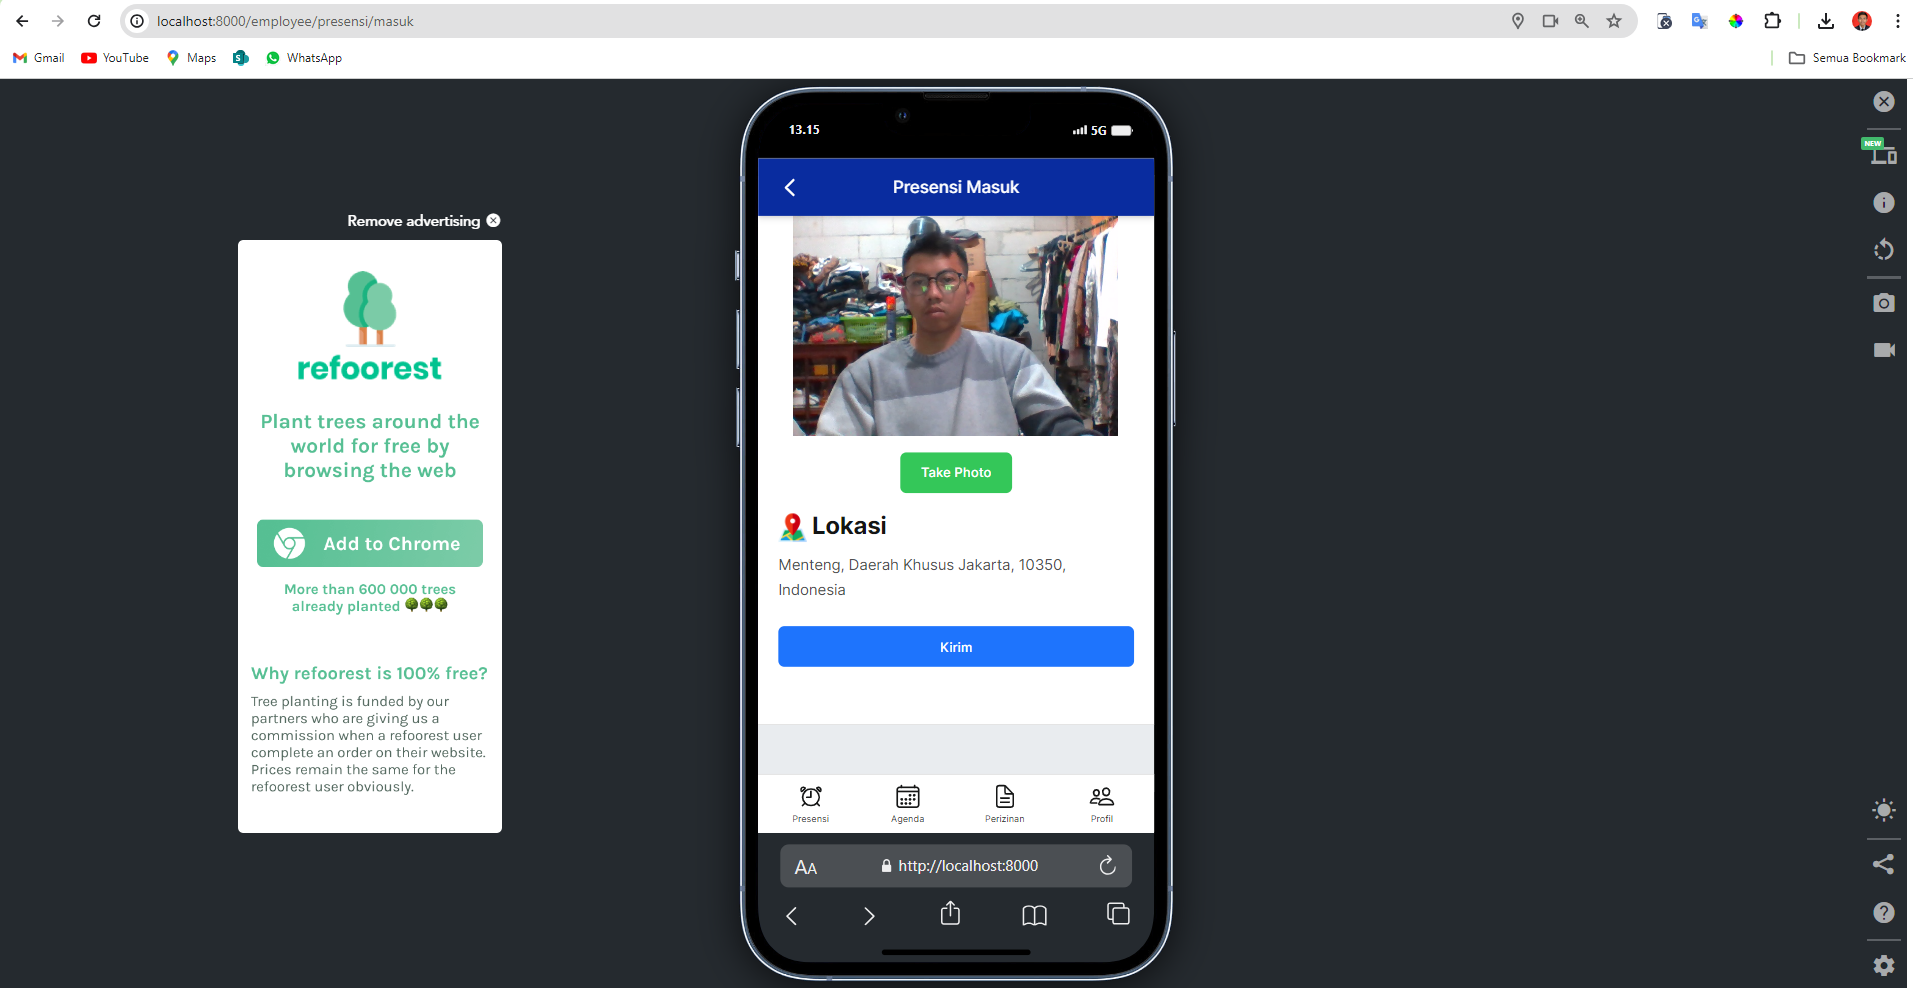 localhost:8000/employee/presensi/masuk
Gmail
YouTube
Maps
WhatsApp
Semua Bookmark
Remove advertising
refoorest
Plant trees around the
world for free by
browsing the web
Add to Chrome
More than 600 000 trees
already planted 🌳🌳🌳
Why refoorest is 100% free?
Tree planting is funded by our
partners who are giving us a
commission when a refoorest user
complete an order on their website.
Prices remain the same for the
refoorest user obviously.
13.15
5G
Presensi Masuk
Take Photo
Lokasi
Menteng, Daerah Khusus Jakarta, 10350,
Indonesia
Kirim
Presensi
Agenda
Perizinan
Profil
AA
http://localhost:8000
NEW